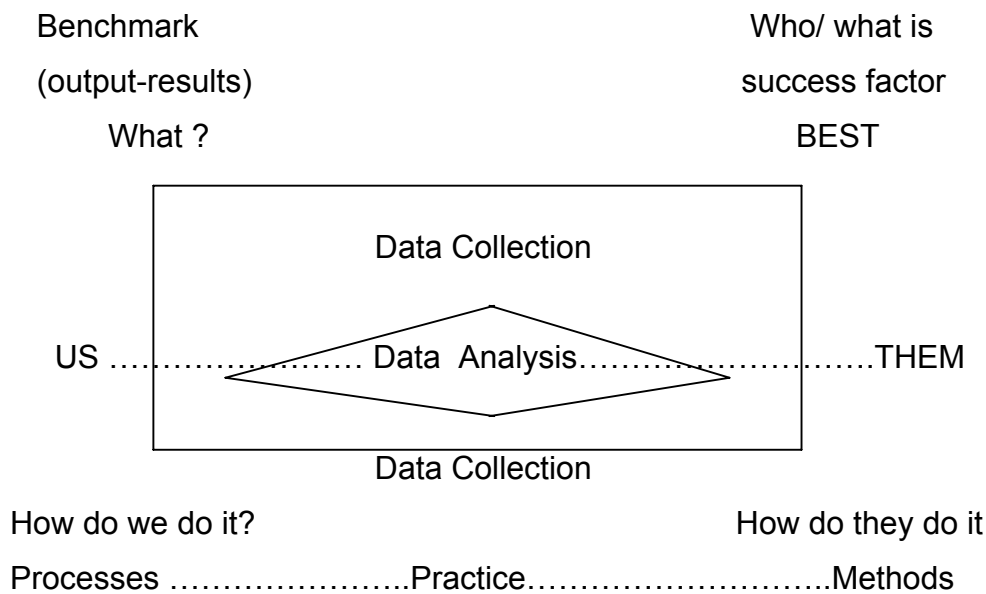 Benchmark Who/ what is
(output-results) success factor
What ? BEST
Data Collection
US …………………… Data Analysis……………………….THEM
Data Collection
How do we do it? How do they do it
Processes …………………..Practice………………………..Methods